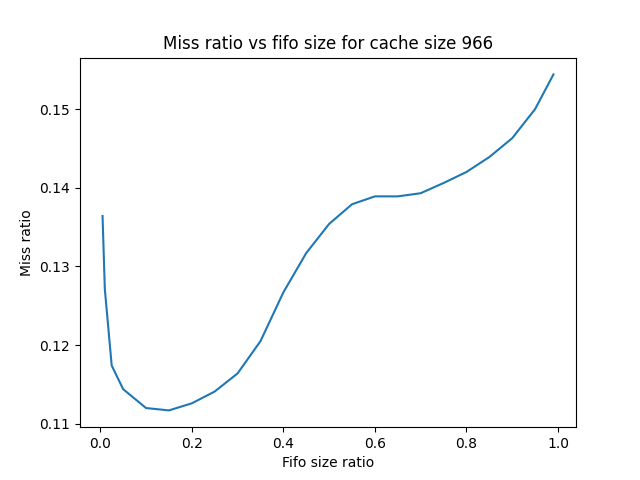 Miss ratio vs fifo size for cache size 966
0.15
0.14
0.13
0.12
0.11
Miss ratio
0.0 0.2 0.4 0.6 0.8 1.0
Fifo size ratio